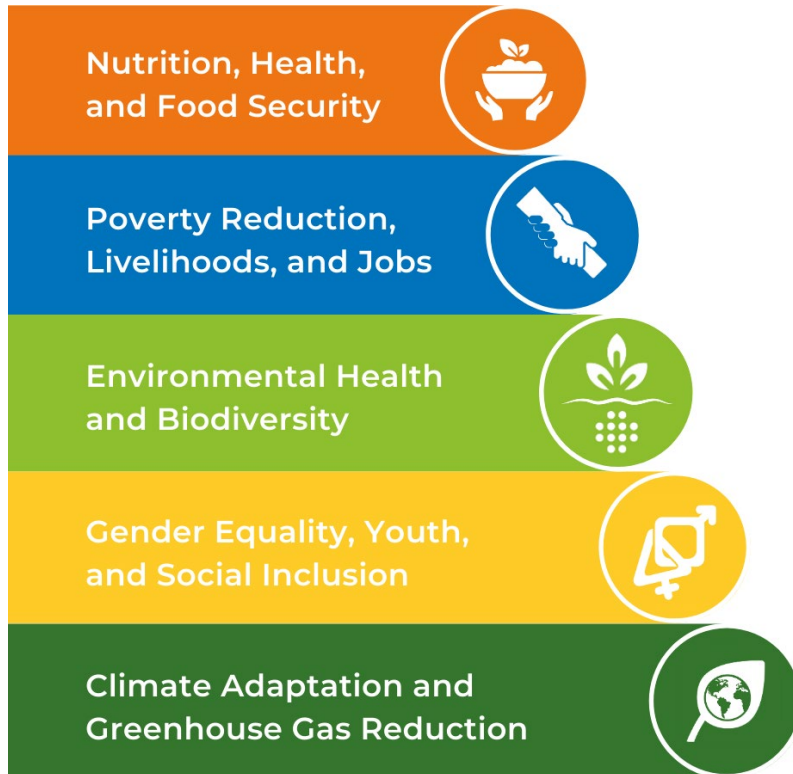 Nutrition, Health,
and Food Security
Poverty Reduction,
Livelihoods, and Jobs
Environmental Health
and Biodiversity
Gender Equality, Youth,
and Social Inclusion
Climate Adaptation and
Greenhouse Gas Reduction